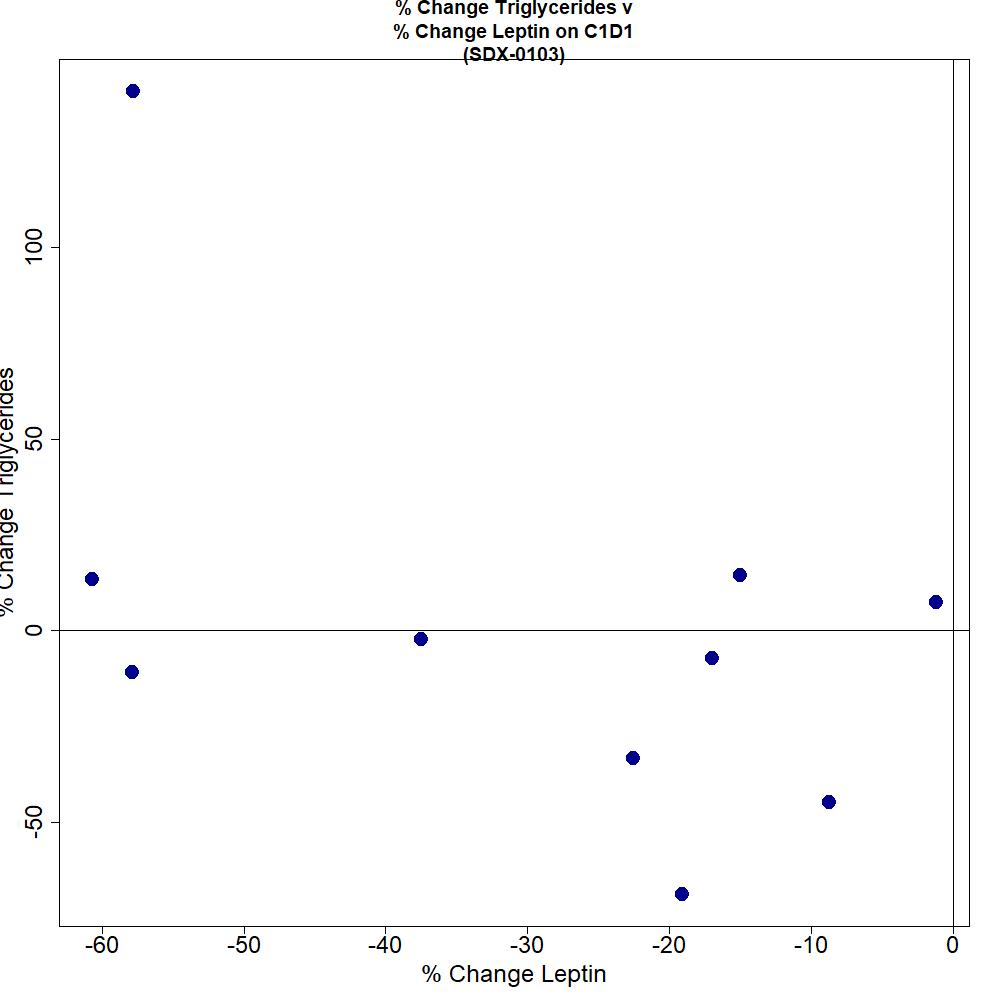 % Change Triglycerides v
% Change Leptin on C1D1
(SDX-0103)
% Change Triglycerides
100
50
0
-50
-60 -50 -40 -30 -20 -10 0
% Change Leptin